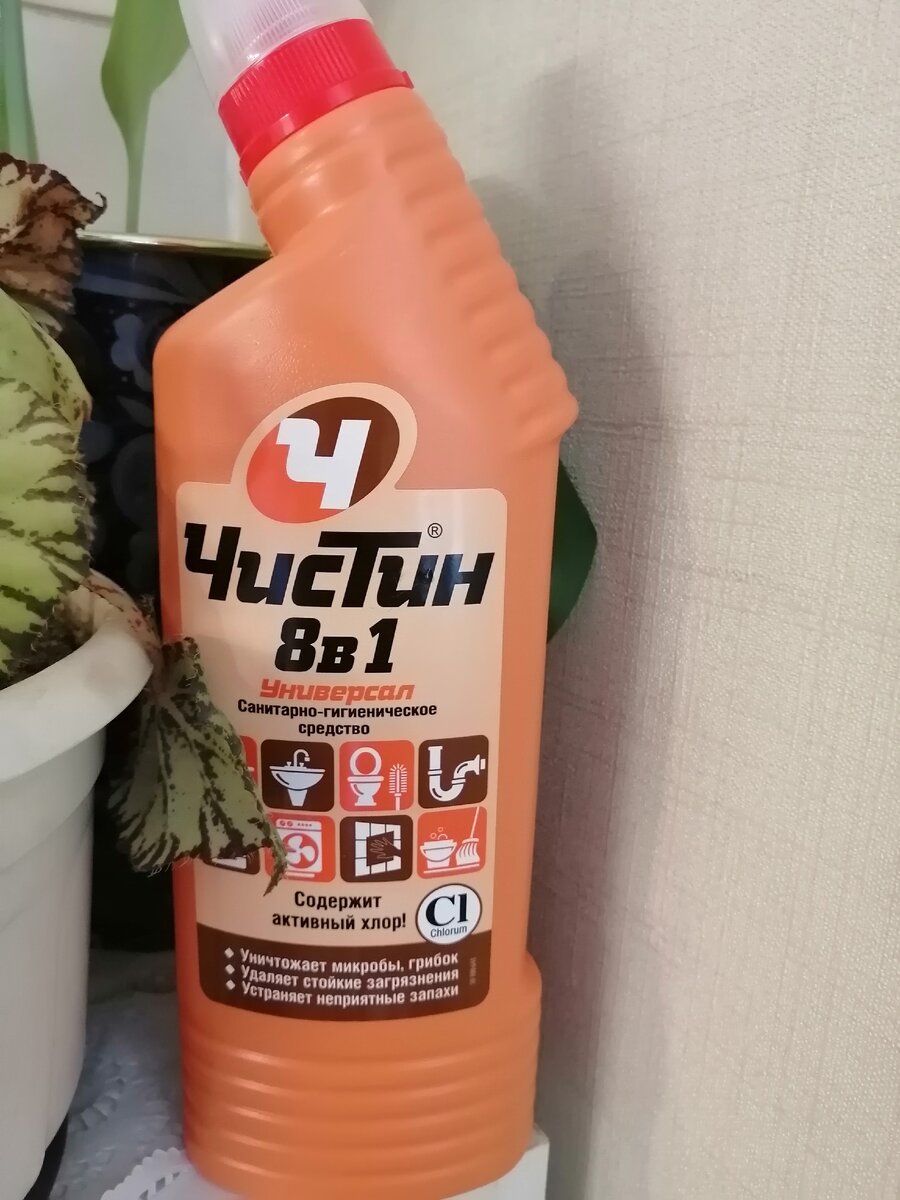 Ч
ЧисТин®
8в1
Универсал
Санитарно-гигиеническое
средство
Содержит
активный хлор!
Cl
Chlorum
Уничтожает микробы, грибок
Удаляет стойкие загрязнения
Устраняет неприятные запахи